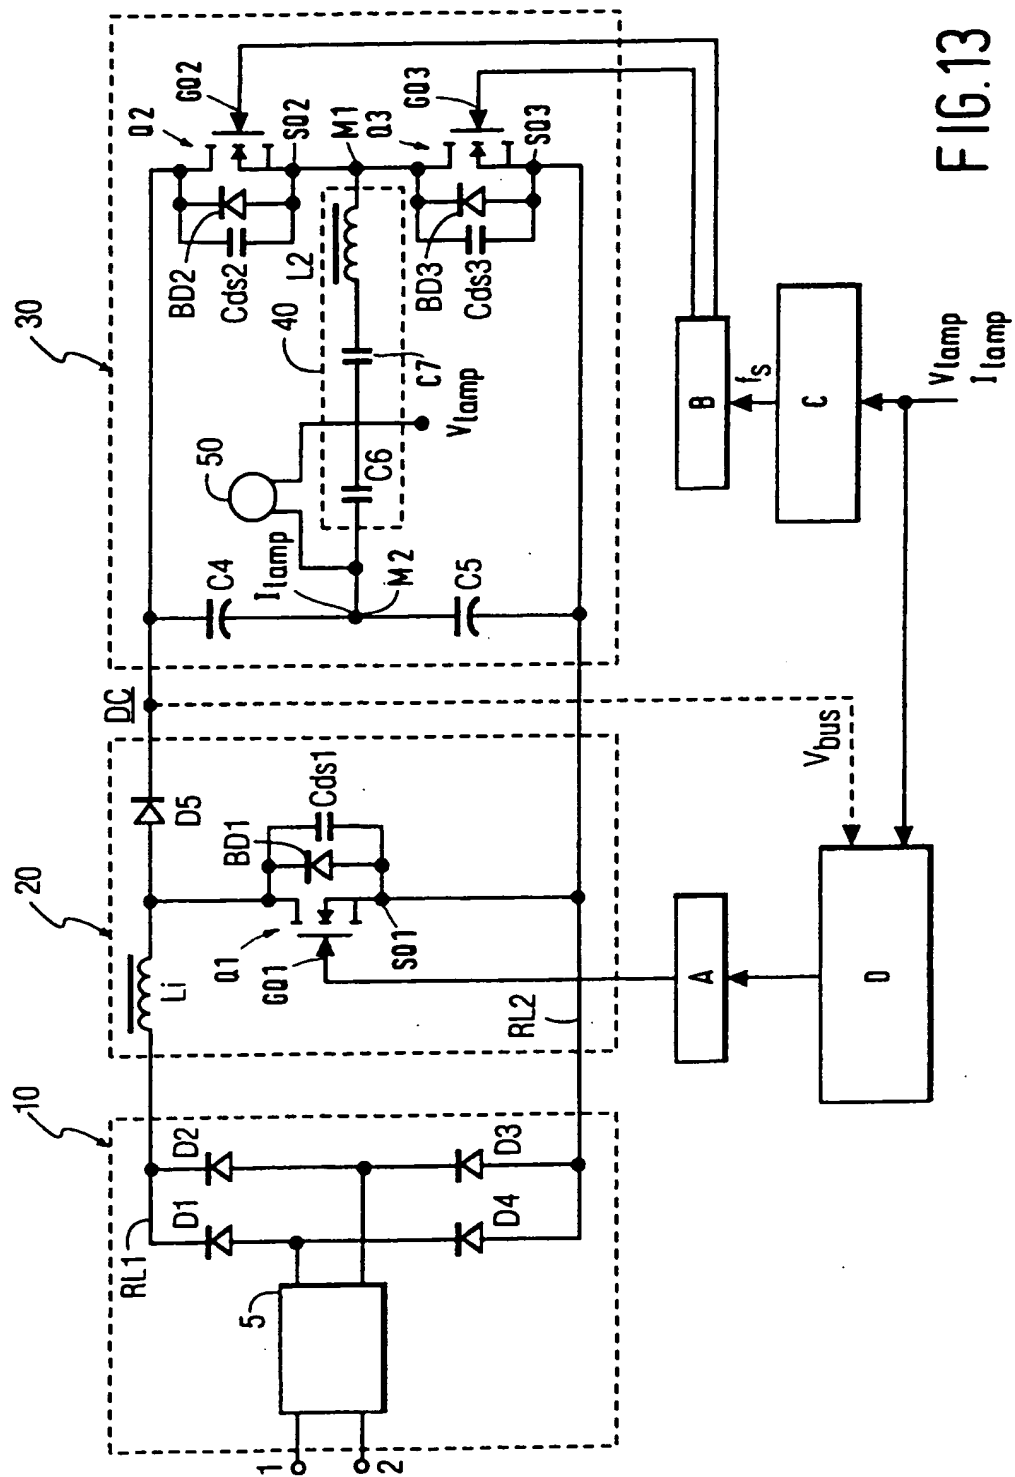 10
20
30
RL1
D1
D2
D3
D4
5
1
2
Li
D5
DC
Q1
GQ1
SQ1
BD1
Cds1
RL2
Q2
GQ2
SQ2
BD2
Cds2
M1
Q3
GQ3
SQ3
BD3
Cds3
L2
40
C7
C6
Vlamp
50
Ilamp
M2
C4
C5
A
B
C
D
fs
Vbus
Vlamp
Ilamp
FIG.13